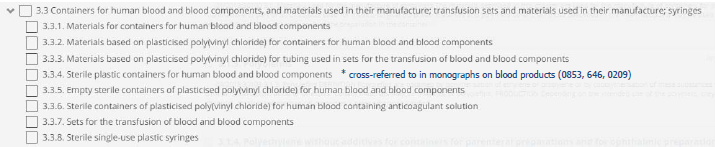 3.3 Containers for human blood and blood components, and materials used in their manufacture; transfusion sets and materials used in their manufacture; syringes
3.3.1. Materials for containers for human blood and blood components
3.3.2. Materials based on plasticised poly(vinyl chloride) for containers for human blood and blood components
3.3.3. Materials based on plasticised poly(vinyl chloride) for tubing used in sets for the transfusion of blood and blood components
3.3.4. Sterile plastic containers for human blood and blood components * cross-referred to in monographs on blood products (0853, 646, 0209)
3.3.5. Empty sterile containers of plasticised poly(vinyl chloride) for human blood and blood components
3.3.6. Sterile containers of plasticised poly(vinyl chloride) for human blood containing anticoagulant solution
3.3.7. Sets for the transfusion of blood and blood components
3.3.8. Sterile single-use plastic syringes